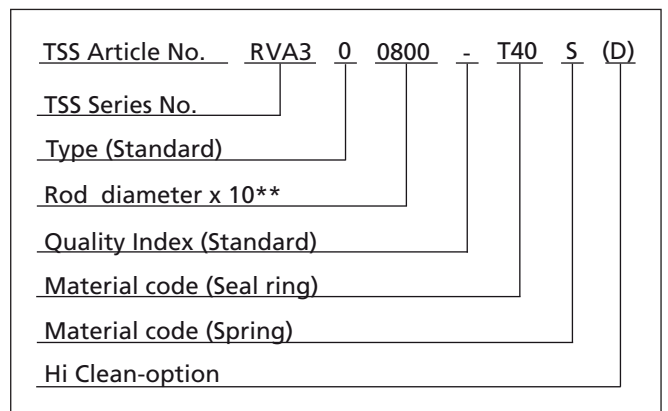 TSS Article No. RVA3 0 0800 - T40 S (D)
TSS Series No.
Type (Standard)
Rod diameter x 10**
Quality Index (Standard)
Material code (Seal ring)
Material code (Spring)
Hi Clean-option